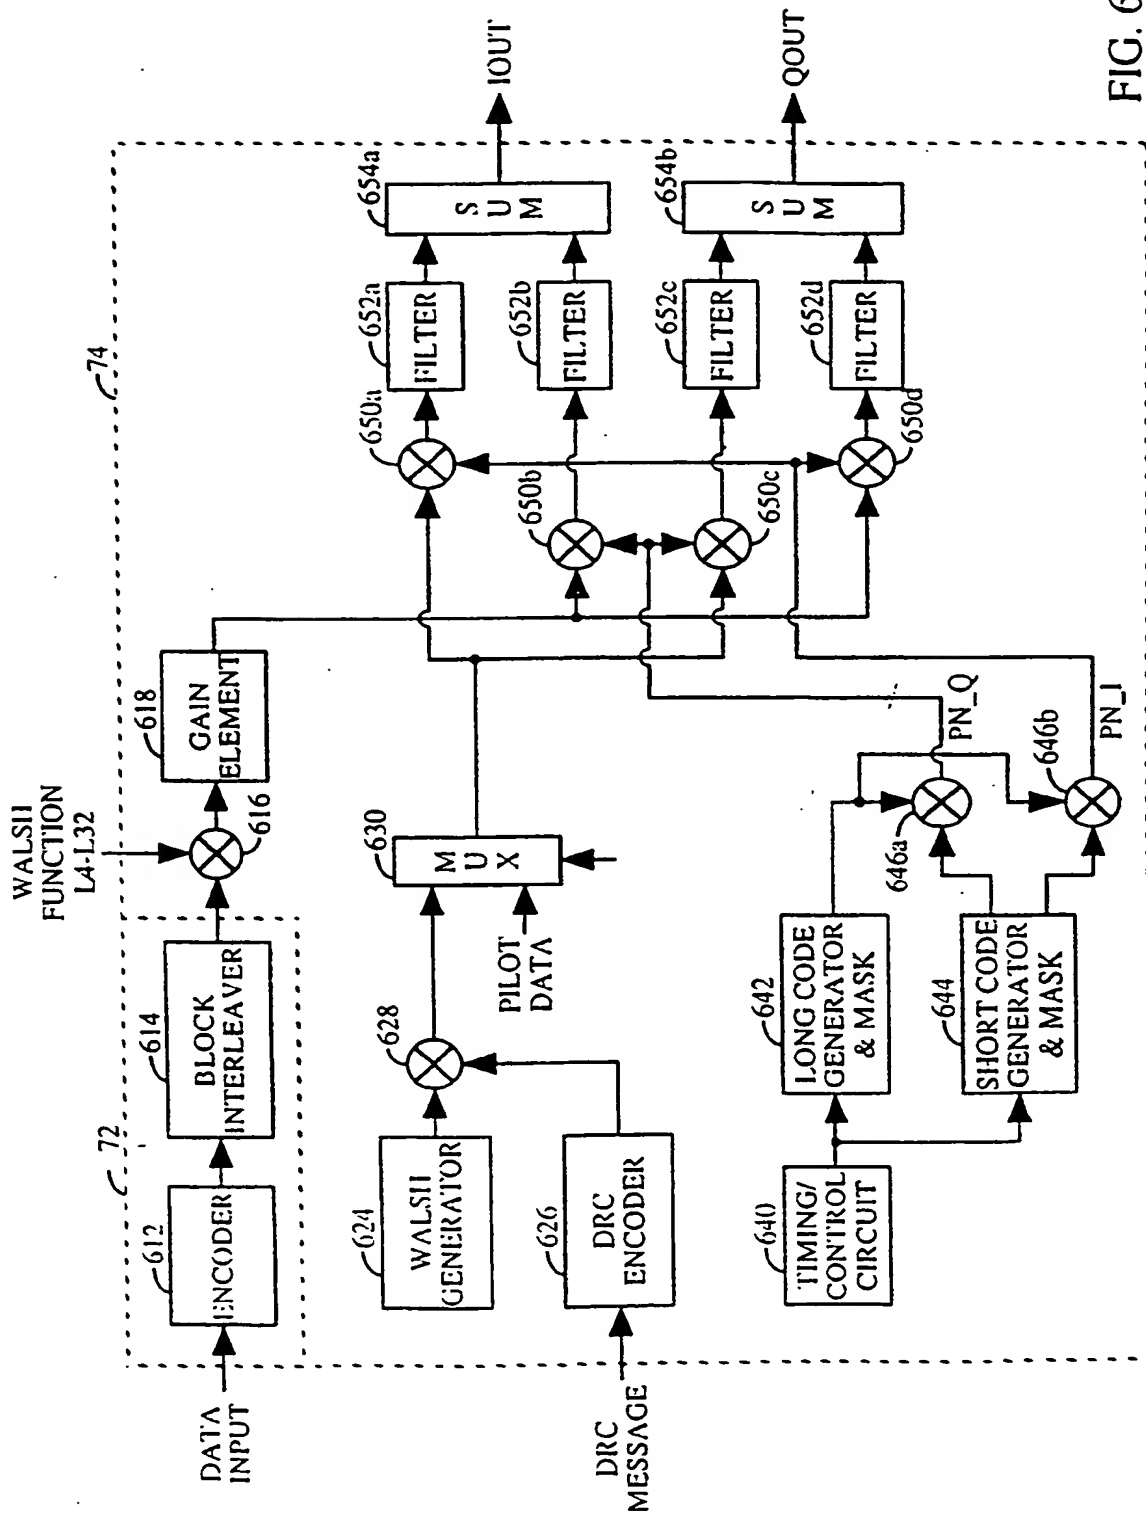 WALSH
FUNCTION
L4-L32
72
74
DATA
INPUT
612
ENCODER
614
BLOCK
INTERLEAVER
616
618
GAIN
ELEMENT
624
WALSH
GENERATOR
628
626
DRC
ENCODER
DRC
MESSAGE
630
MUX
PILOT
DATA
640
TIMING/
CONTROL
CIRCUIT
642
LONG CODE
GENERATOR
& MASK
644
SHORT CODE
GENERATOR
& MASK
646a
646b
PN_Q
PN_I
650a
650b
650c
650d
652a
FILTER
652b
FILTER
652c
FILTER
652d
FILTER
654a
SUM
654b
SUM
IOUT
QOUT
FIG. 6